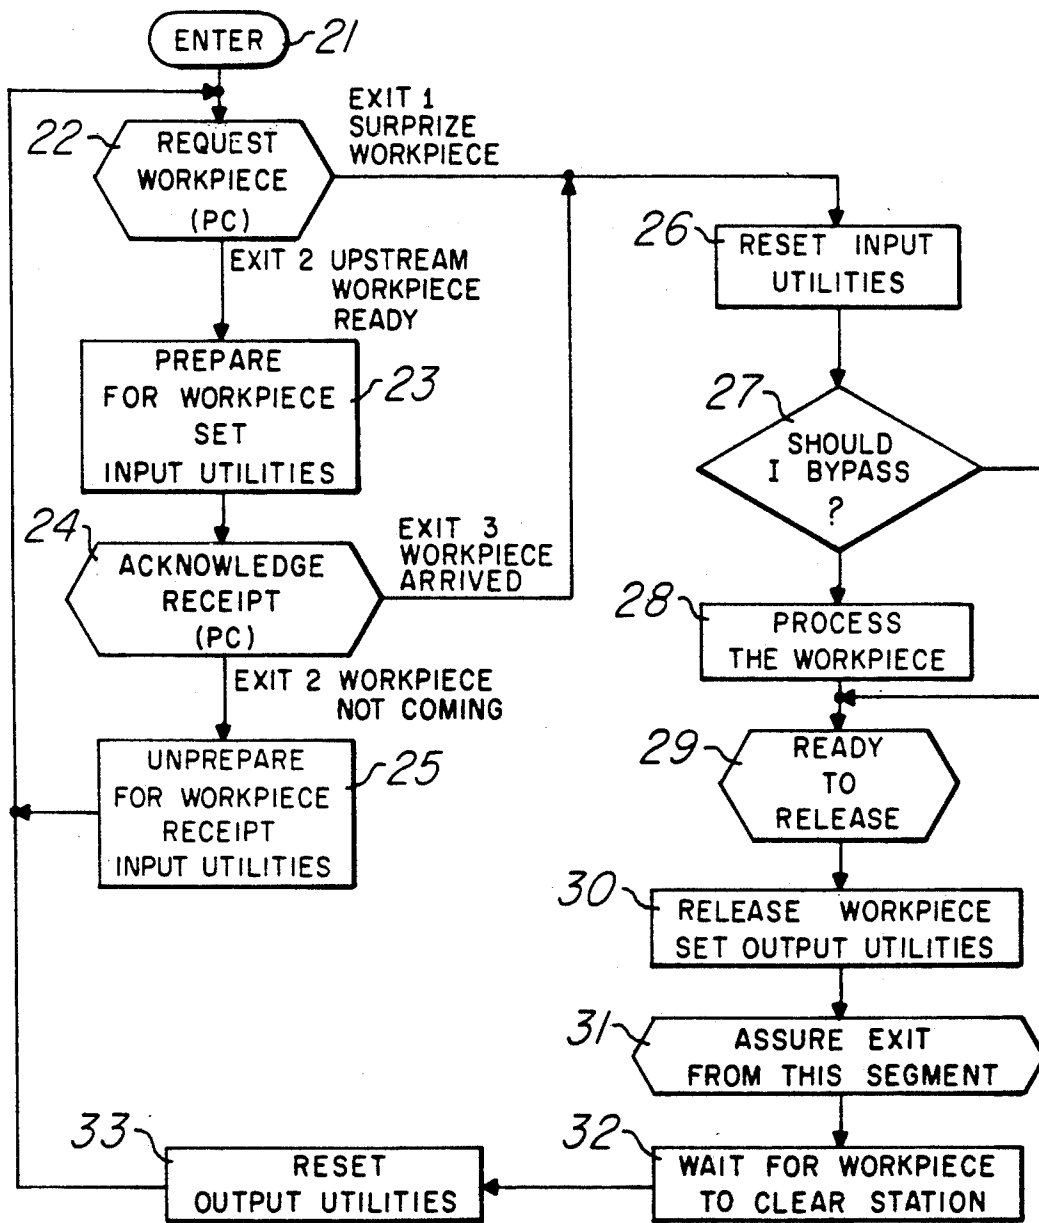 ENTER
21
22
REQUEST
WORKPIECE
(PC)
EXIT 1
SURPRIZE
WORKPIECE
EXIT 2 UPSTREAM
WORKPIECE
READY
PREPARE
FOR WORKPIECE
SET
INPUT UTILITIES
23
24
ACKNOWLEDGE
RECEIPT
(PC)
EXIT 3
WORKPIECE
ARRIVED
EXIT 2 WORKPIECE
NOT COMING
UNPREPARE
FOR WORKPIECE
RECEIPT
INPUT UTILITIES
25
26
RESET INPUT
UTILITIES
27
SHOULD
I BYPASS
?
28
PROCESS
THE WORKPIECE
29
READY
TO
RELEASE
30
RELEASE WORKPIECE
SET OUTPUT UTILITIES
31
ASSURE EXIT
FROM THIS SEGMENT
32
WAIT FOR WORKPIECE
TO CLEAR STATION
33
RESET
OUTPUT UTILITIES